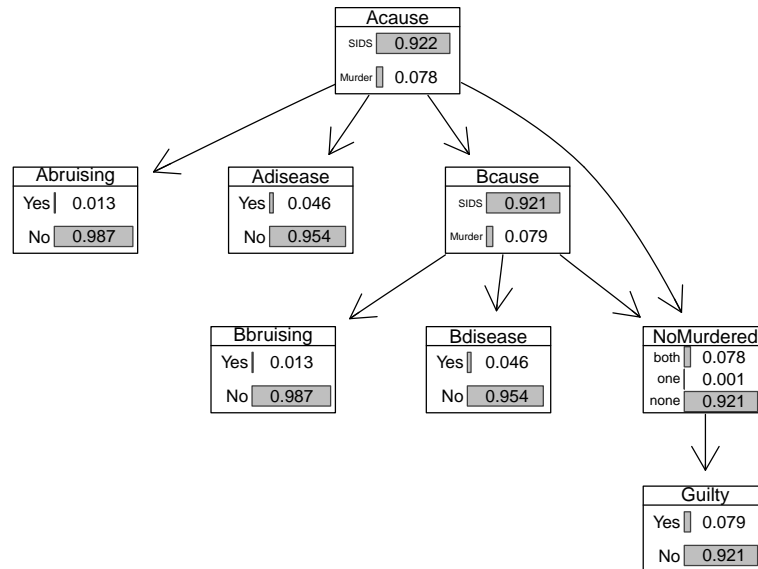 Acause
SIDS 0.922
Murder 0.078
Abruising
Yes 0.013
No 0.987
Adisease
Yes 0.046
No 0.954
Bcause
SIDS 0.921
Murder 0.079
Bbruising
Yes 0.013
No 0.987
Bdisease
Yes 0.046
No 0.954
NoMurdered
both 0.078
one 0.001
none 0.921
Guilty
Yes 0.079
No 0.921